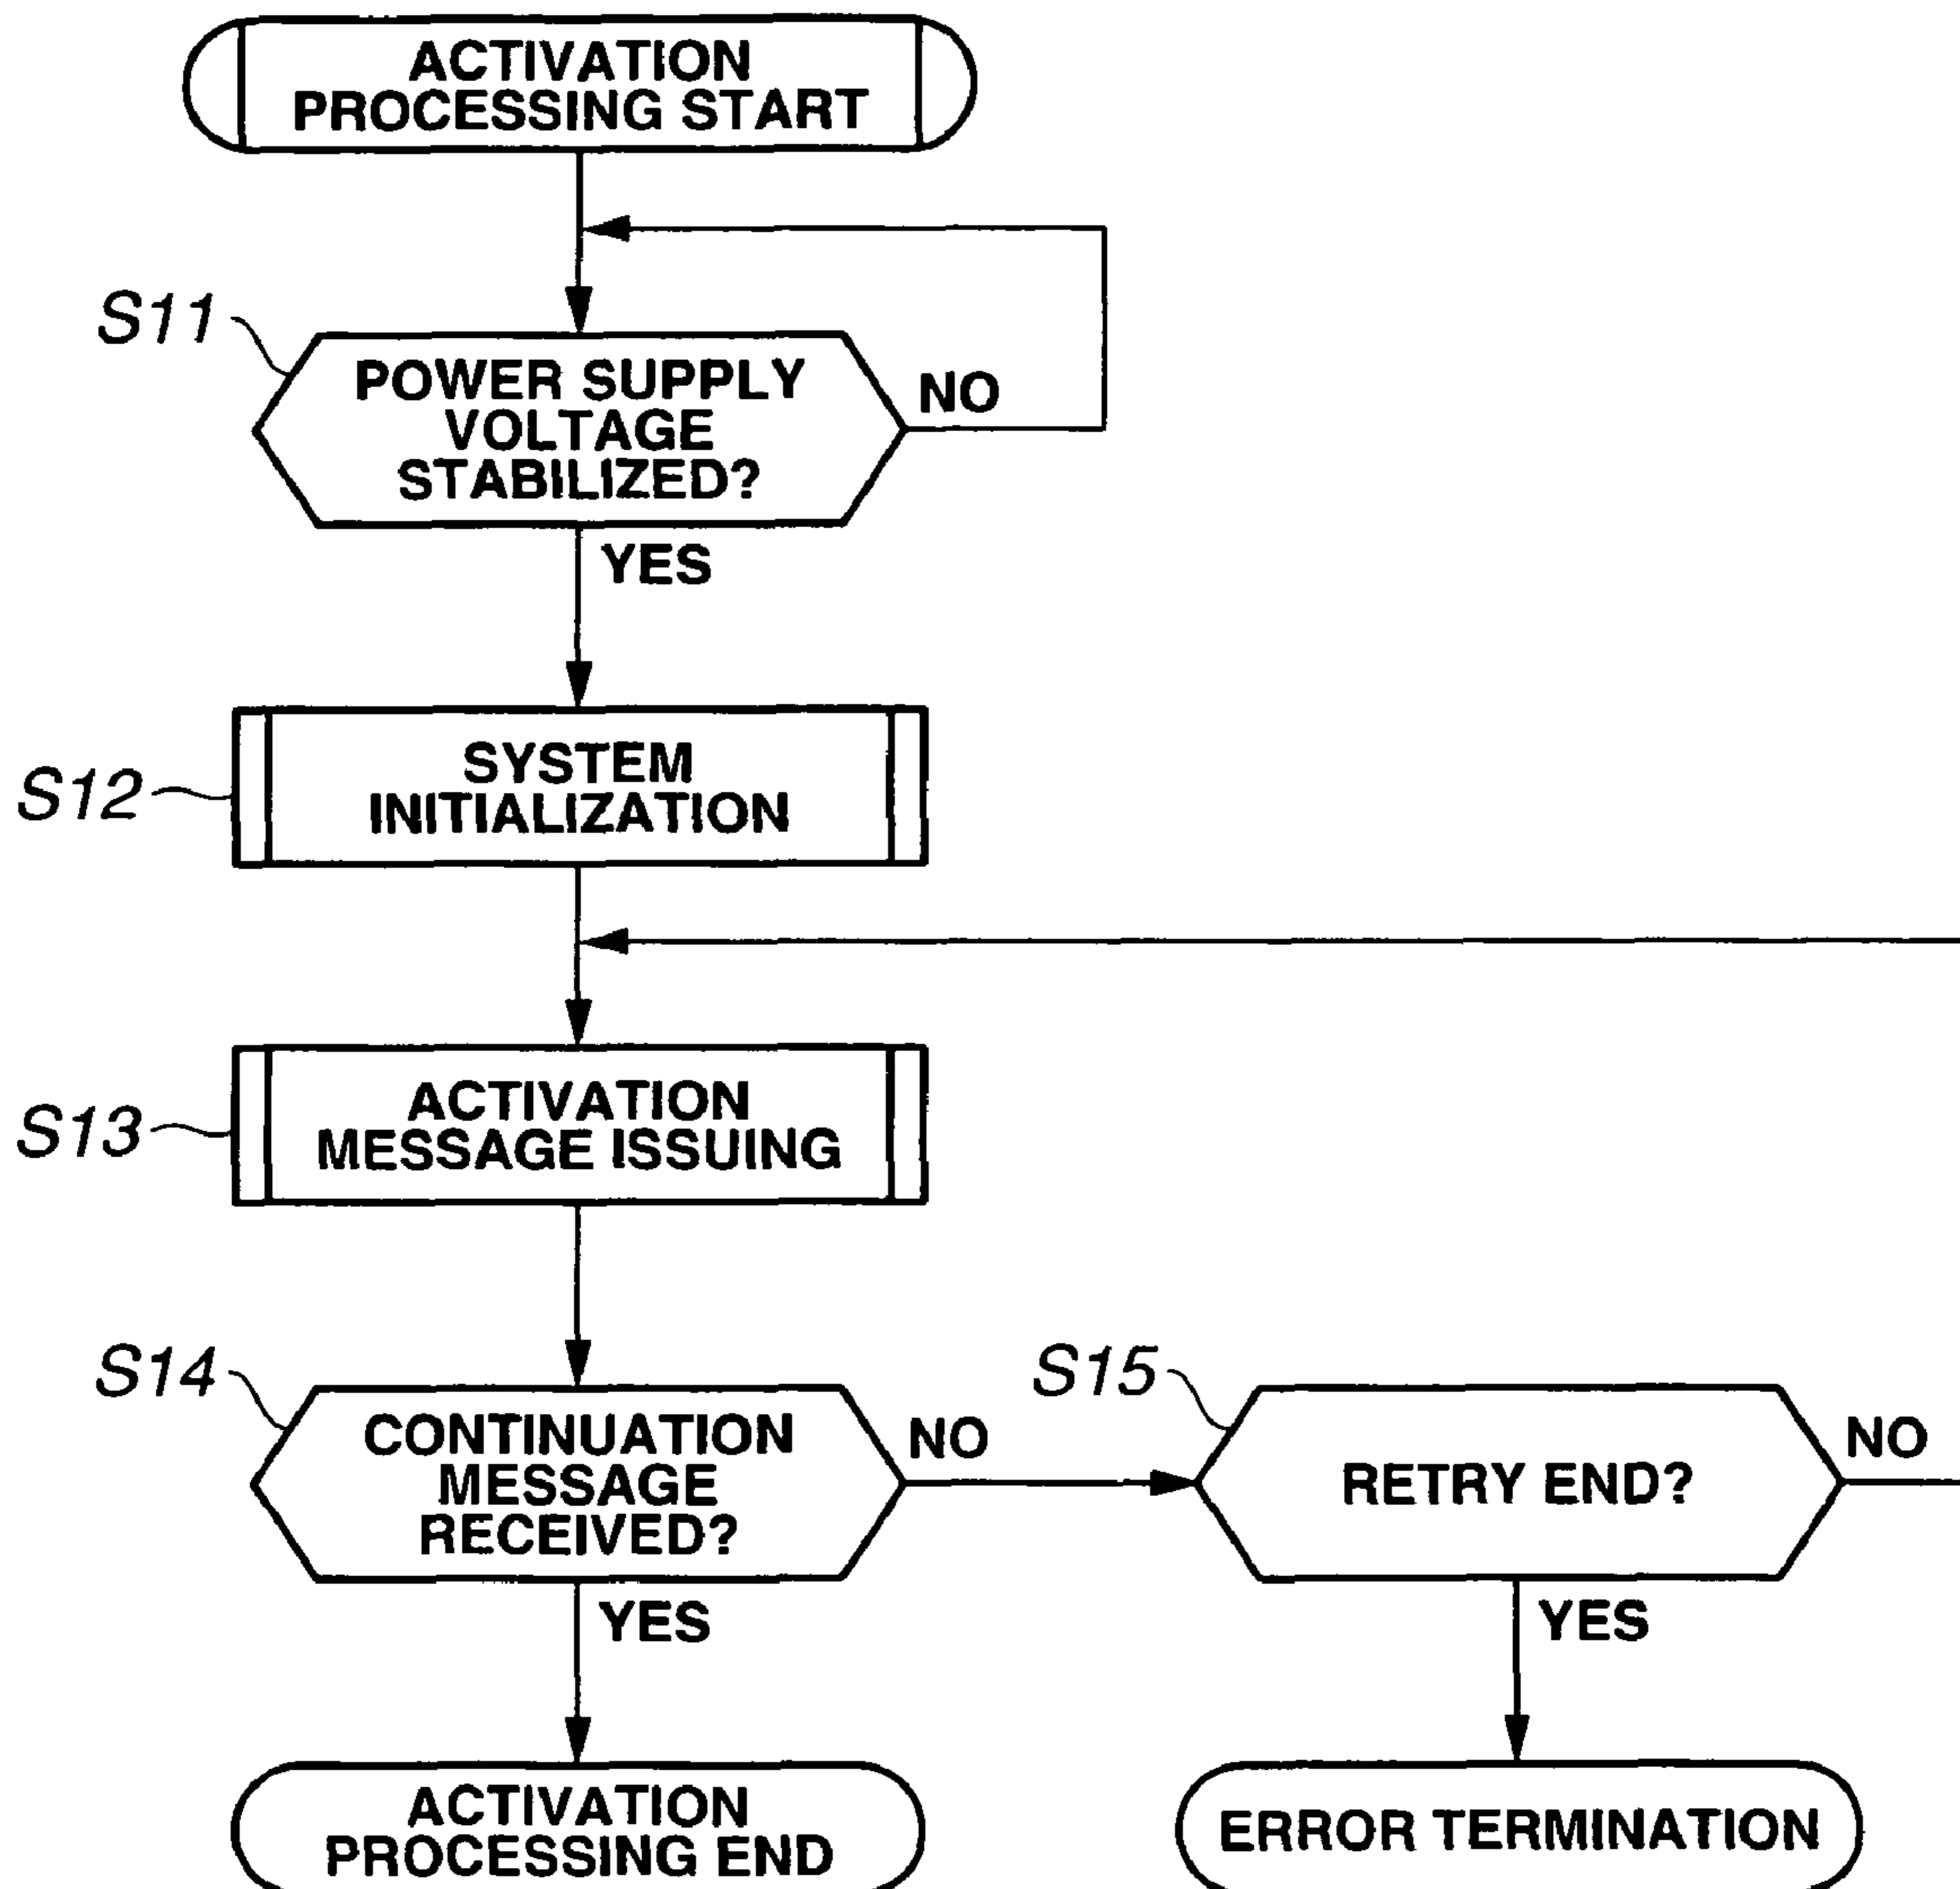 ACTIVATION
PROCESSING START
S11
POWER SUPPLY
VOLTAGE
STABILIZED?
NO
YES
S12
SYSTEM
INITIALIZATION
S13
ACTIVATION
MESSAGE ISSUING
S14
CONTINUATION
MESSAGE
RECEIVED?
NO
S15
RETRY END?
NO
YES
YES
ACTIVATION
PROCESSING END
ERROR TERMINATION